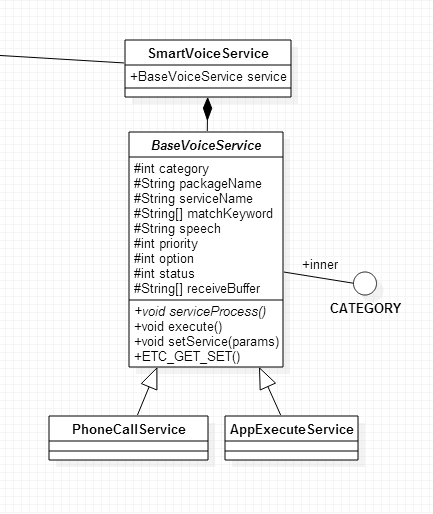 SmartVoiceService
+BaseVoiceService service
BaseVoiceService
#int category
#String packageName
#String serviceName
#String[] matchKeyword
#String speech
#int priority
#int option
#int status
#String[] receiveBuffer
+inner
CATEGORY
+void serviceProcess()
+void execute()
+void setService(params)
+ETC_GET_SET()
PhoneCallService
AppExecuteService